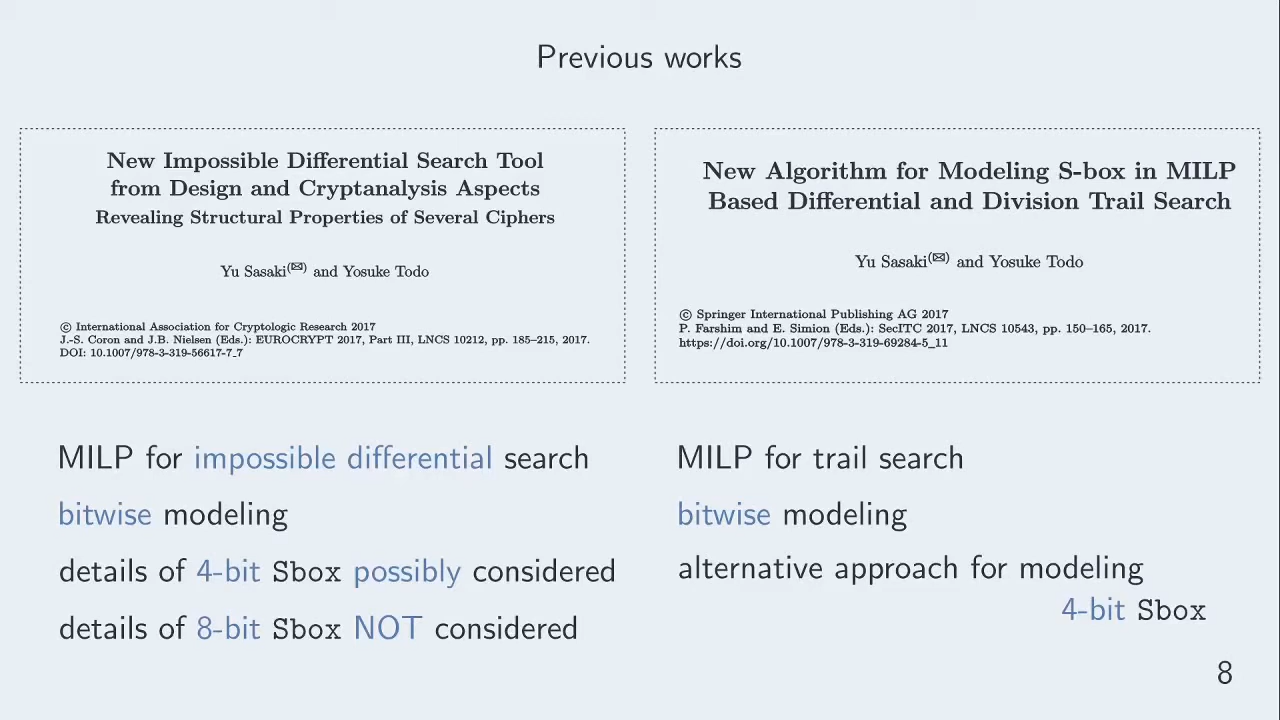 Previous works
New Impossible Differential Search Tool
from Design and Cryptanalysis Aspects
Revealing Structural Properties of Several Ciphers
Yu Sasaki(✉) and Yosuke Todo
© International Association for Cryptologic Research 2017
J.-S. Coron and J.B. Nielsen (Eds.): EUROCRYPT 2017, Part III, LNCS 10212, pp. 185–215, 2017.
DOI: 10.1007/978-3-319-56617-7_7
MILP for impossible differential search
bitwise modeling
details of 4-bit Sbox possibly considered
details of 8-bit Sbox NOT considered
New Algorithm for Modeling S-box in MILP
Based Differential and Division Trail Search
Yu Sasaki(✉) and Yosuke Todo
© Springer International Publishing AG 2017
P. Farshim and E. Simion (Eds.): SecITC 2017, LNCS 10543, pp. 150–165, 2017.
https://doi.org/10.1007/978-3-319-69284-5_11
MILP for trail search
bitwise modeling
alternative approach for modeling
4-bit Sbox
8